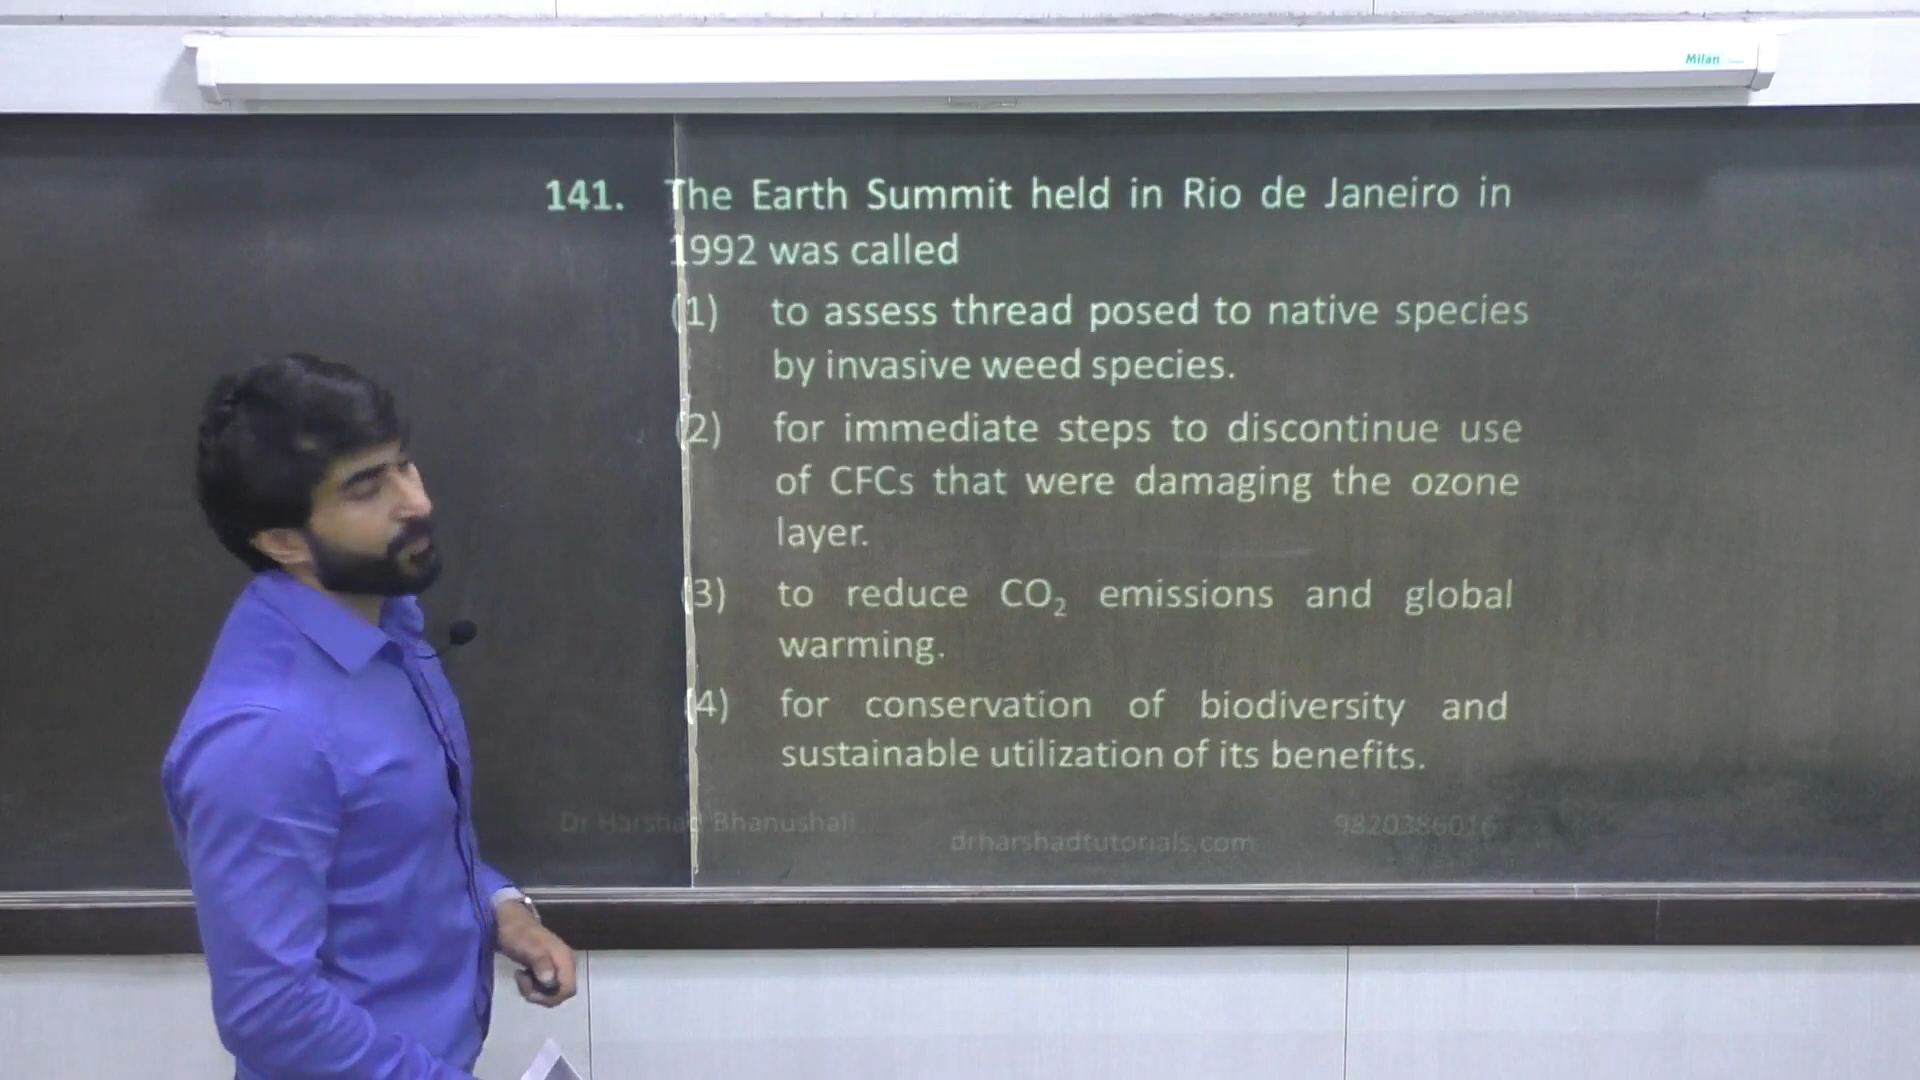 Milan
141. The Earth Summit held in Rio de Janeiro in
1992 was called
(1) to assess thread posed to native species
by invasive weed species.
(2) for immediate steps to discontinue use
of CFCs that were damaging the ozone
layer.
(3) to reduce CO₂ emissions and global
warming.
(4) for conservation of biodiversity and
sustainable utilization of its benefits.
Dr Harshad Bhanushali
drharshadtutorials.com
9820386016